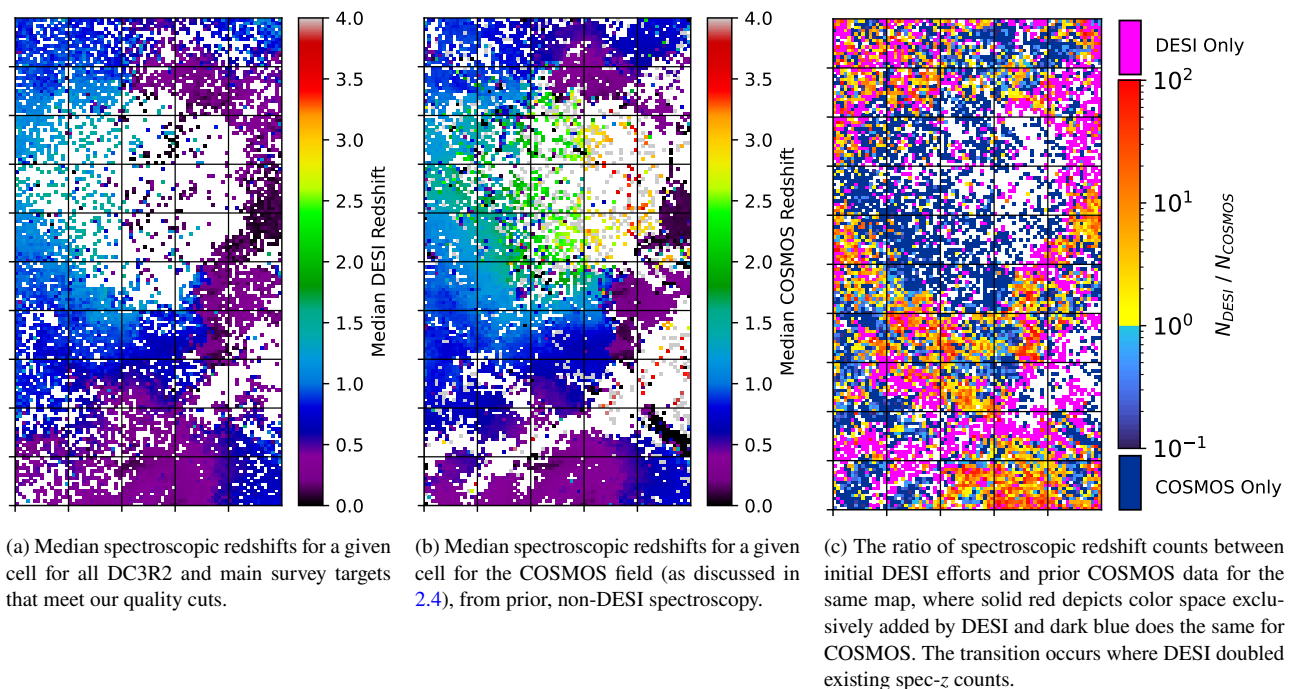 4.0
3.5
3.0
2.5
2.0
1.5
1.0
0.5
0.0
Median DESI Redshift
4.0
3.5
3.0
2.5
2.0
1.5
1.0
0.5
0.0
Median COSMOS Redshift
DESI Only
10²
10¹
10⁰
10⁻¹
N_DESI / N_COSMOS
COSMOS Only
(a) Median spectroscopic redshifts for a given
cell for all DC3R2 and main survey targets
that meet our quality cuts.
(b) Median spectroscopic redshifts for a given
cell for the COSMOS field (as discussed in
2.4), from prior, non-DESI spectroscopy.
(c) The ratio of spectroscopic redshift counts between
initial DESI efforts and prior COSMOS data for the
same map, where solid red depicts color space exclu-
sively added by DESI and dark blue does the same for
COSMOS. The transition occurs where DESI doubled
existing spec-z counts.